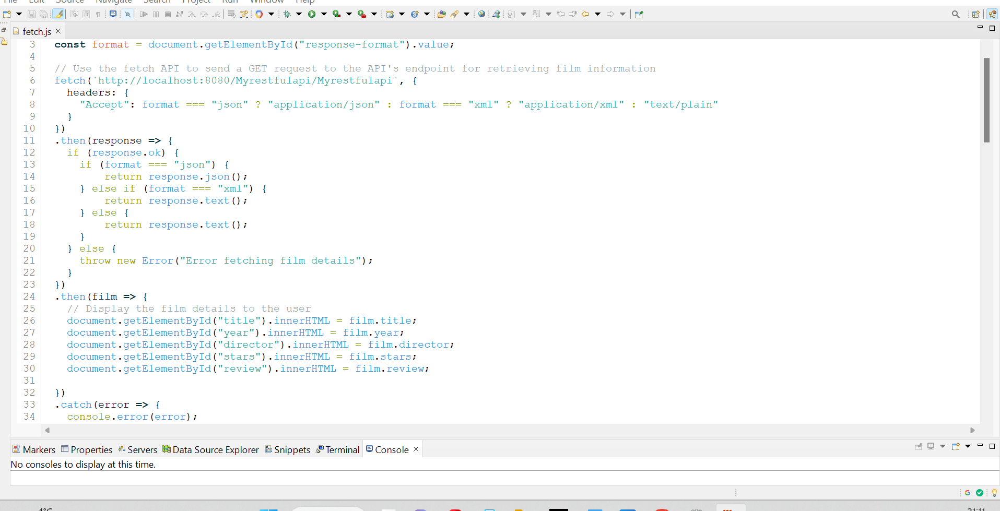 File Edit Source Navigate Search Project Run Window Help
fetch.js
3 const format = document.getElementById("response-format").value;
4
5 // Use the fetch API to send a GET request to the API's endpoint for retrieving film information
6 fetch(`http://localhost:8080/Myrestfulapi/Myrestfulapi`, {
7 headers: {
8 "Accept": format === "json" ? "application/json" : format === "xml" ? "application/xml" : "text/plain"
9 }
10 })
11 .then(response => {
12 if (response.ok) {
13 if (format === "json") {
14 return response.json();
15 } else if (format === "xml") {
16 return response.text();
17 } else {
18 return response.text();
19 }
20 } else {
21 throw new Error("Error fetching film details");
22 }
23 })
24 .then(film => {
25 // Display the film details to the user
26 document.getElementById("title").innerHTML = film.title;
27 document.getElementById("year").innerHTML = film.year;
28 document.getElementById("director").innerHTML = film.director;
29 document.getElementById("stars").innerHTML = film.stars;
30 document.getElementById("review").innerHTML = film.review;
31
32 })
33 .catch(error => {
34 console.error(error);
Markers Properties Servers Data Source Explorer Snippets Terminal Console
No consoles to display at this time.
4°C 21:11